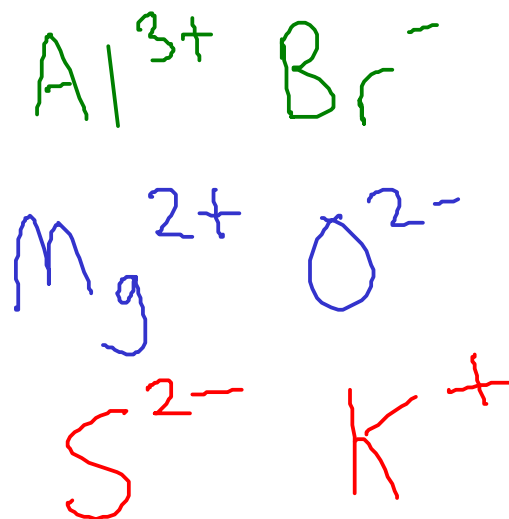 Al³⁺ Br⁻
Mg²⁺ O²⁻
S²⁻ K⁺